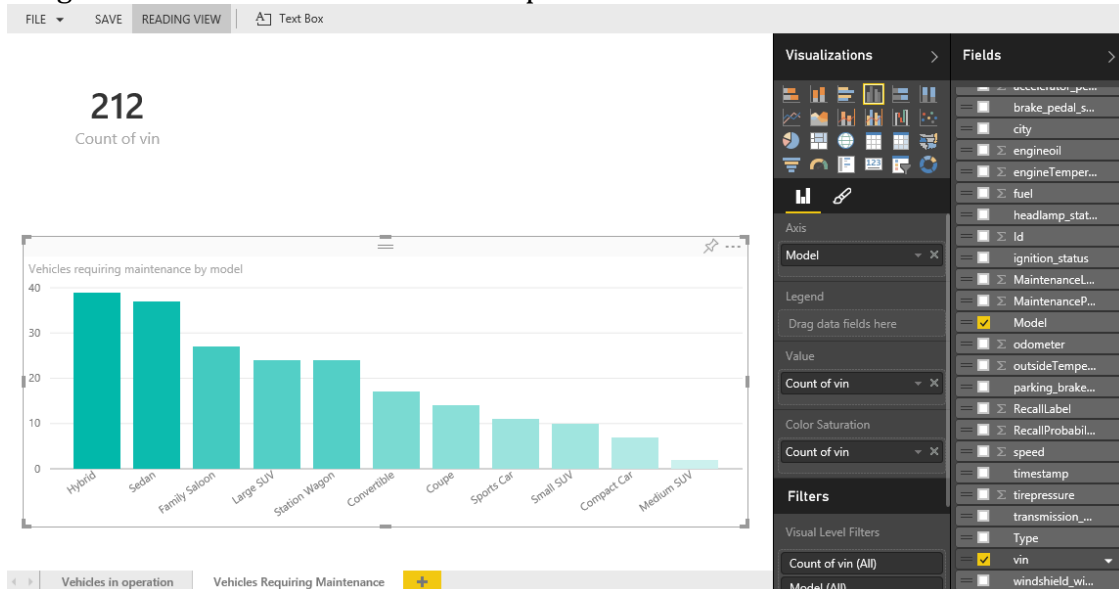 FILE SAVE READING VIEW Text Box
212
Count of vin
Vehicles requiring maintenance by model
40
30
20
10
0
Hybrid Sedan Family Saloon Large SUV Station Wagon Convertible Coupe Sports Car Small SUV Compact Car Medium SUV
Vehicles in operation Vehicles Requiring Maintenance +
Visualizations
123
Axis
Model
Legend
Drag data fields here
Value
Count of vin
Color Saturation
Count of vin
Filters
Visual Level Filters
Count of vin (All)
Model (All)
Fields
brake_pedal_s...
city
Σ engineoil
Σ engineTemper...
Σ fuel
headlamp_stat...
Σ Id
ignition_status
Σ MaintenanceL...
Σ MaintenanceP...
Model
Σ odometer
Σ outsideTempe...
parking_brake...
Σ RecallLabel
Σ RecallProbabil...
Σ speed
timestamp
Σ tirepressure
transmission_...
Type
vin
windshield_wi...